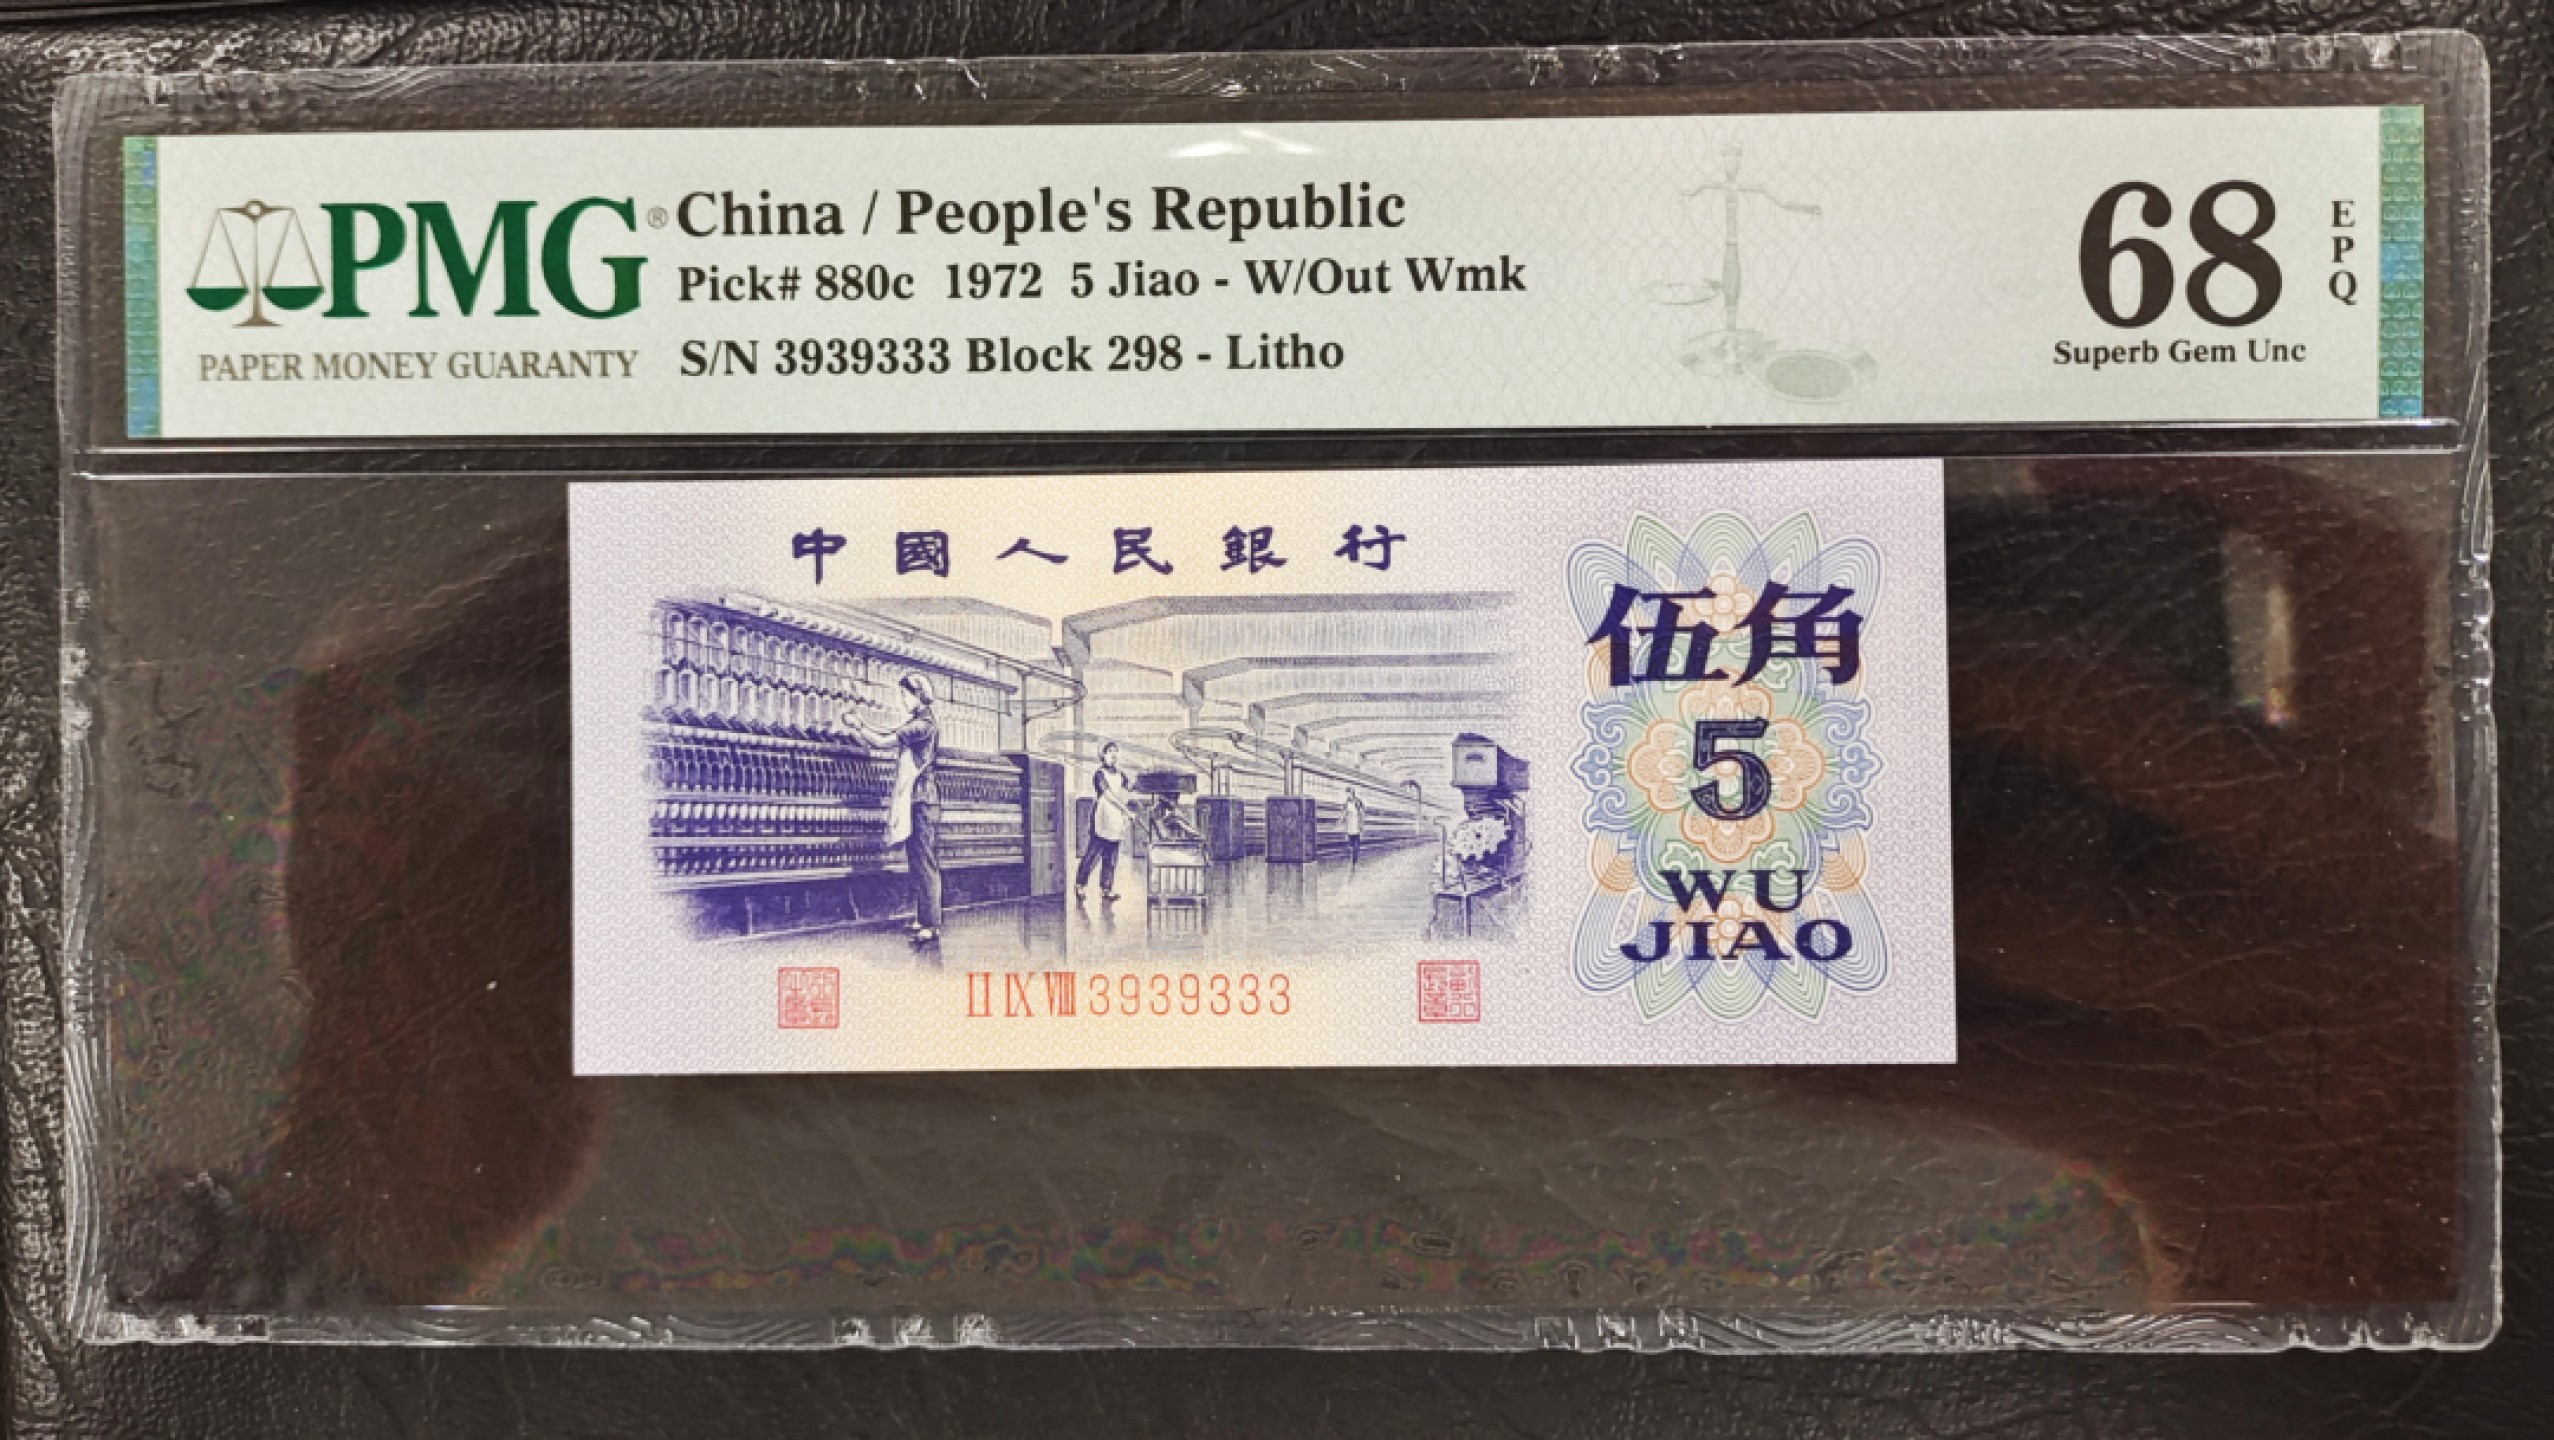 PMG®
PAPER MONEY GUARANTY
China / People's Republic
Pick# 880c 1972 5 Jiao - W/Out Wmk
S/N 3939333 Block 298 - Litho
68
EPQ
Superb Gem Unc
中國人民銀行
伍角
5
WU
JIAO
II IX VIII 3939333